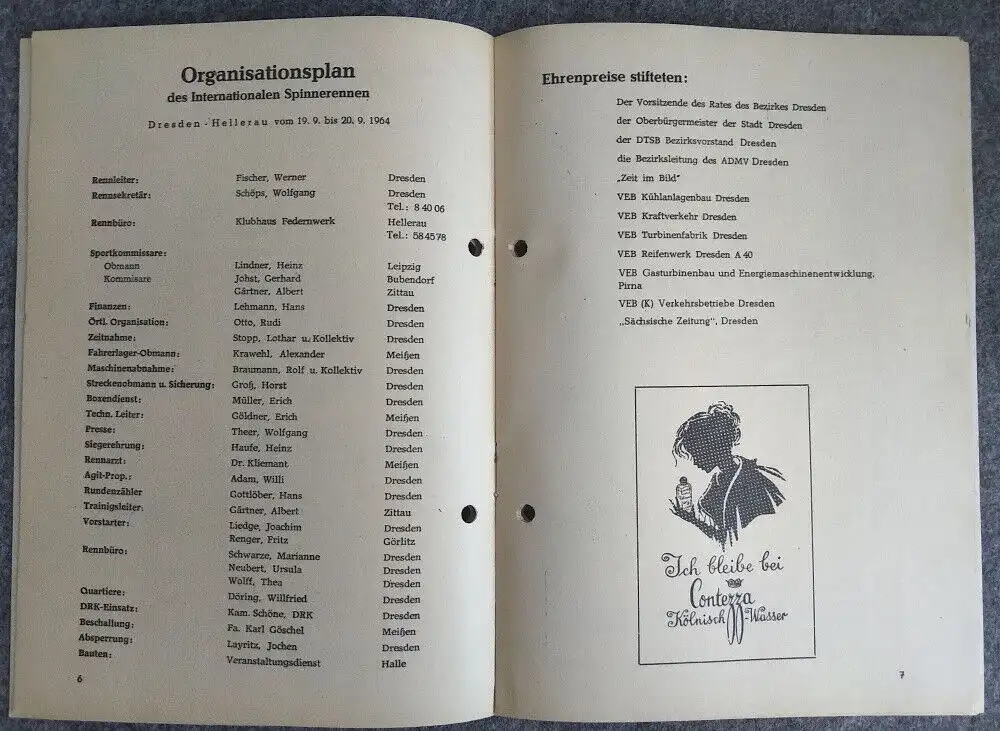 Organisationsplan
des Internationalen Spinnerennen
Dresden - Hellerau vom 19. 9. bis 20. 9. 1964
Rennleiter: Fischer, Werner Dresden
Rennsekretär: Schöps, Wolfgang Dresden
Tel.: 8 40 06
Rennbüro: Klubhaus Federnwerk Hellerau
Tel.: 58 45 78
Sportkommissare:
Obmann Lindner, Heinz Leipzig
Kommisare Johst, Gerhard Bubendorf
Gärtner, Albert Zittau
Finanzen: Lehmann, Hans Dresden
Örtl. Organisation: Otto, Rudi Dresden
Zeitnahme: Stopp, Lothar u. Kollektiv Dresden
Fahrerlager-Obmann: Krawehl, Alexander Meißen
Maschinenabnahme: Braumann, Rolf u. Kollektiv Dresden
Streckenobmann u. Sicherung: Groß, Horst Dresden
Boxendienst: Müller, Erich Dresden
Techn. Leiter: Göldner, Erich Meißen
Presse: Theer, Wolfgang Dresden
Siegerehrung: Haufe, Heinz Dresden
Rennarzt: Dr. Kliemant Meißen
Agit-Prop.: Adam, Willi Dresden
Rundenzähler Gottlöber, Hans Dresden
Trainigsleiter: Gärtner, Albert Zittau
Vorstarter: Liedge, Joachim Dresden
Renger, Fritz Görlitz
Rennbüro: Schwarze, Marianne Dresden
Neubert, Ursula Dresden
Wolff, Thea Dresden
Quartiere: Döring, Willfried Dresden
DRK-Einsatz: Kam. Schöne, DRK Dresden
Beschallung: Fa. Karl Göschel Meißen
Absperrung: Layritz, Jochen Dresden
Bauten: Veranstaltungsdienst Halle
6
Ehrenpreise stifteten:
Der Vorsitzende des Rates des Bezirkes Dresden
der Oberbürgermeister der Stadt Dresden
der DTSB Bezirksvorstand Dresden
die Bezirksleitung des ADMV Dresden
„Zeit im Bild"
VEB Kühlanlagenbau Dresden
VEB Kraftverkehr Dresden
VEB Turbinenfabrik Dresden
VEB Reifenwerk Dresden A 40
VEB Gasturbinenbau und Energiemaschinenentwicklung,
Pirna
VEB (K) Verkehrsbetriebe Dresden
„Sächsische Zeitung", Dresden
Ich bleibe bei
Contezza
Kölnisch-Wasser
7